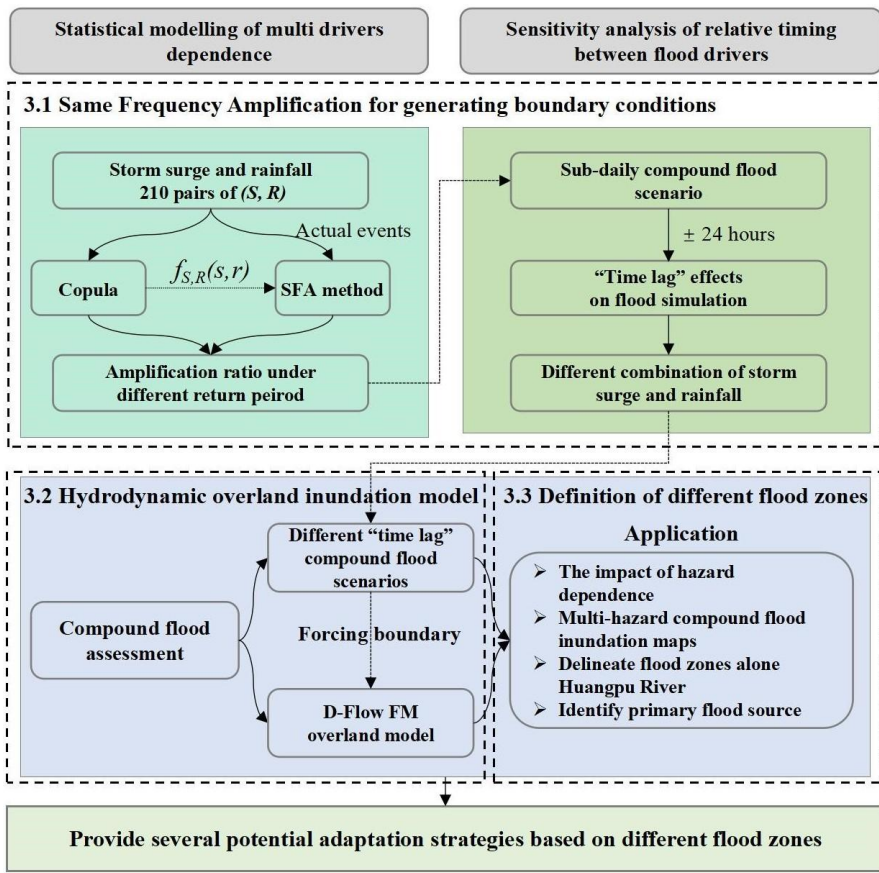 Statistical modelling of multi drivers
dependence
Sensitivity analysis of relative timing
between flood drivers
3.1 Same Frequency Amplification for generating boundary conditions
Storm surge and rainfall
210 pairs of (S, R)
Actual events
Copula
f_{S,R}(s,r)
SFA method
Amplification ratio under
different return peirod
Sub-daily compound flood
scenario
± 24 hours
“Time lag” effects
on flood simulation
Different combination of storm
surge and rainfall
3.2 Hydrodynamic overland inundation model
Different “time lag”
compound flood
scenarios
Compound flood
assessment
Forcing boundary
D-Flow FM
overland model
3.3 Definition of different flood zones
Application
➢ The impact of hazard
dependence
➢ Multi-hazard compound flood
inundation maps
➢ Delineate flood zones alone
Huangpu River
➢ Identify primary flood source
Provide several potential adaptation strategies based on different flood zones